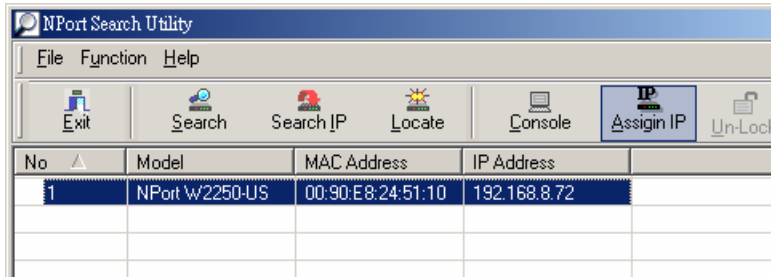 NPort Search Utility
File Function Help
Exit Search Search IP Locate Console Assigin IP Un-Lock
No Model MAC Address IP Address
1 NPort W2250-US 00:90:E8:24:51:10 192.168.8.72